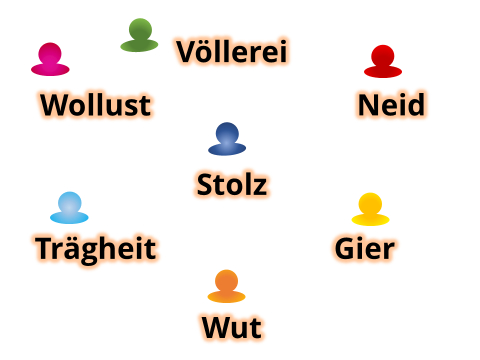 Völlerei
Wollust
Neid
Stolz
Trägheit
Gier
Wut